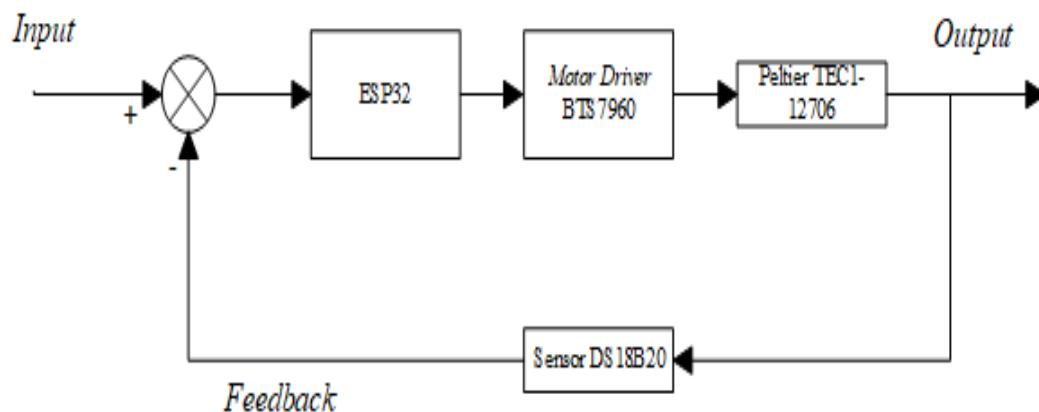 Input
Output
+
-
ESP32
Motor Driver
BTS7960
Peltier TEC1-
12706
Sensor DS18B20
Feedback